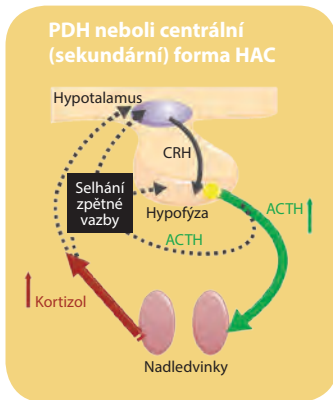 PDH neboli centrální
(sekundární) forma HAC
Hypotalamus
CRH
Selhání
zpětné
vazby
Hypofýza
ACTH
ACTH
Kortizol
Nadledvinky